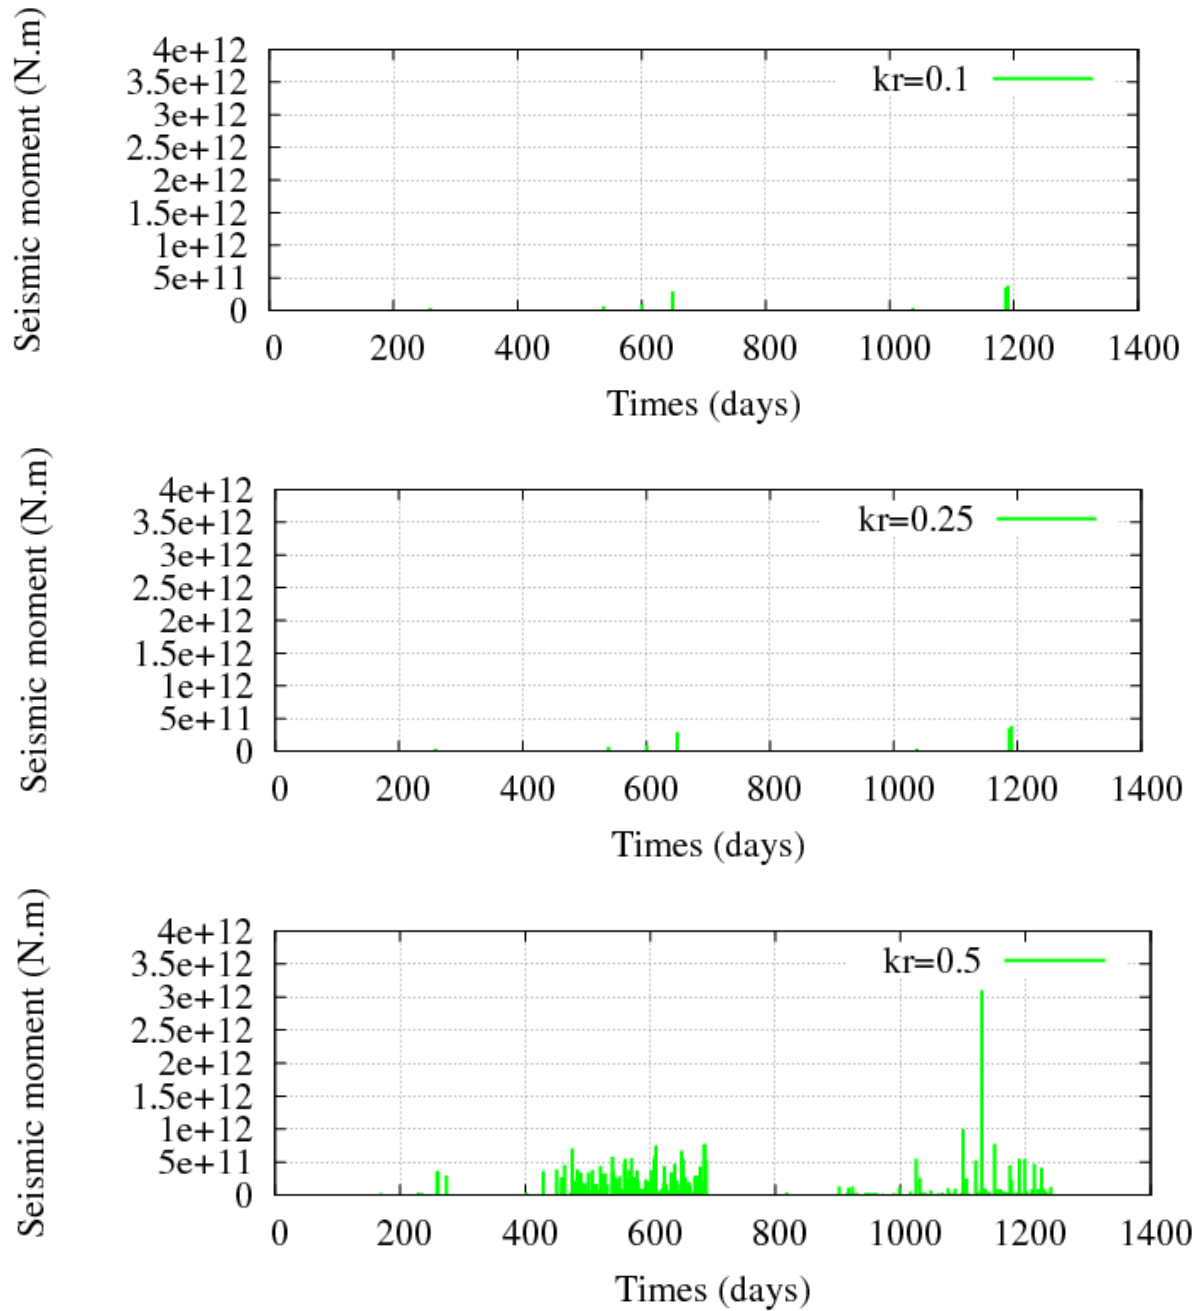 Seismic moment (N.m)
4e+12
3.5e+12
3e+12
2.5e+12
2e+12
1.5e+12
1e+12
5e+11
0
kr=0.1
0 200 400 600 800 1000 1200 1400
Times (days)
Seismic moment (N.m)
4e+12
3.5e+12
3e+12
2.5e+12
2e+12
1.5e+12
1e+12
5e+11
0
kr=0.25
0 200 400 600 800 1000 1200 1400
Times (days)
Seismic moment (N.m)
4e+12
3.5e+12
3e+12
2.5e+12
2e+12
1.5e+12
1e+12
5e+11
0
kr=0.5
0 200 400 600 800 1000 1200 1400
Times (days)